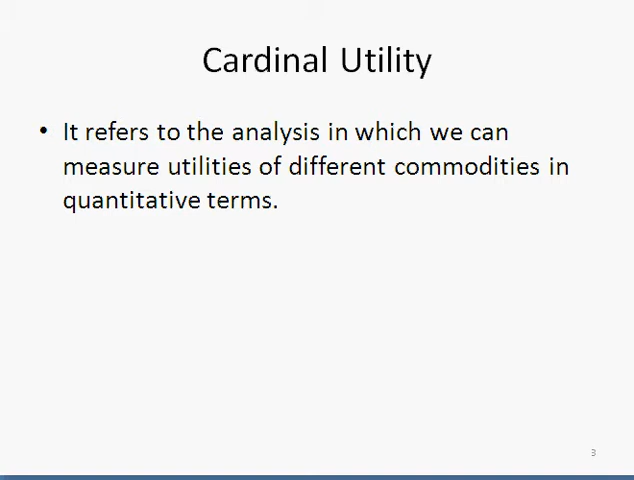 Cardinal Utility
• It refers to the analysis in which we can
measure utilities of different commodities in
quantitative terms.
3